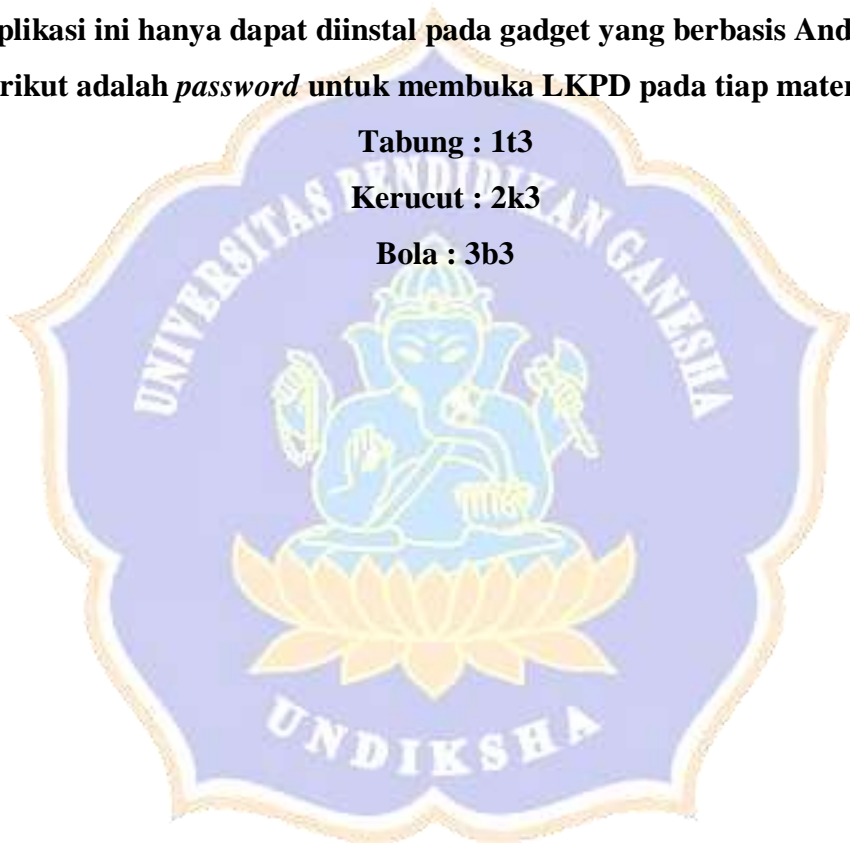 plikasi ini hanya dapat diinstal pada gadget yang berbasis And
rikut adalah password untuk membuka LKPD pada tiap mater
Tabung : 1t3
Kerucut : 2k3
Bola : 3b3
UNIVERSITAS PENDIDIKAN GANESHA
UNDIKSHA